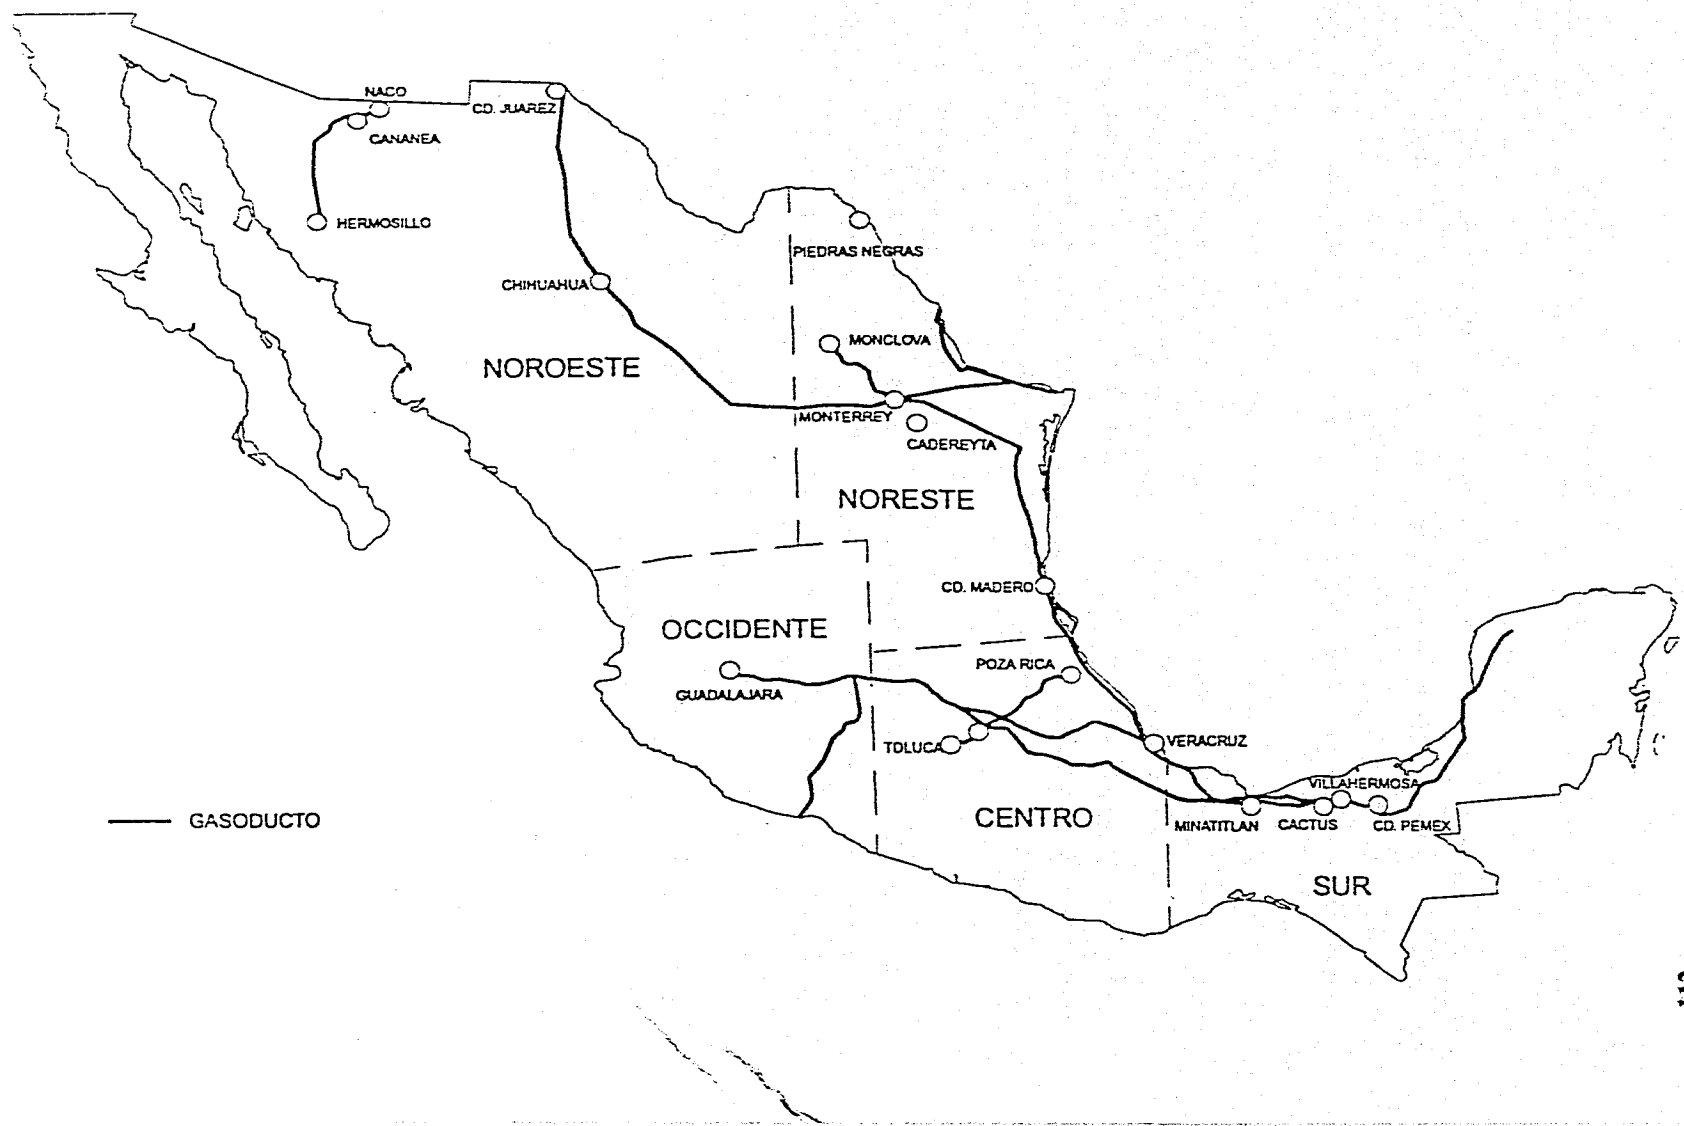 NACO
CD. JUAREZ
CANANEA
HERMOSILLO
PIEDRAS NEGRAS
CHIHUAHUA
MONCLOVA
NOROESTE
MONTERREY
CADEREYTA
NORESTE
CD. MADERO
OCCIDENTE
POZA RICA
GUADALAJARA
TOLUCA
VERACRUZ
VILLAHERMOSA
GASODUCTO
CENTRO
MINATITLAN
CACTUS
CD. PEMEX
SUR